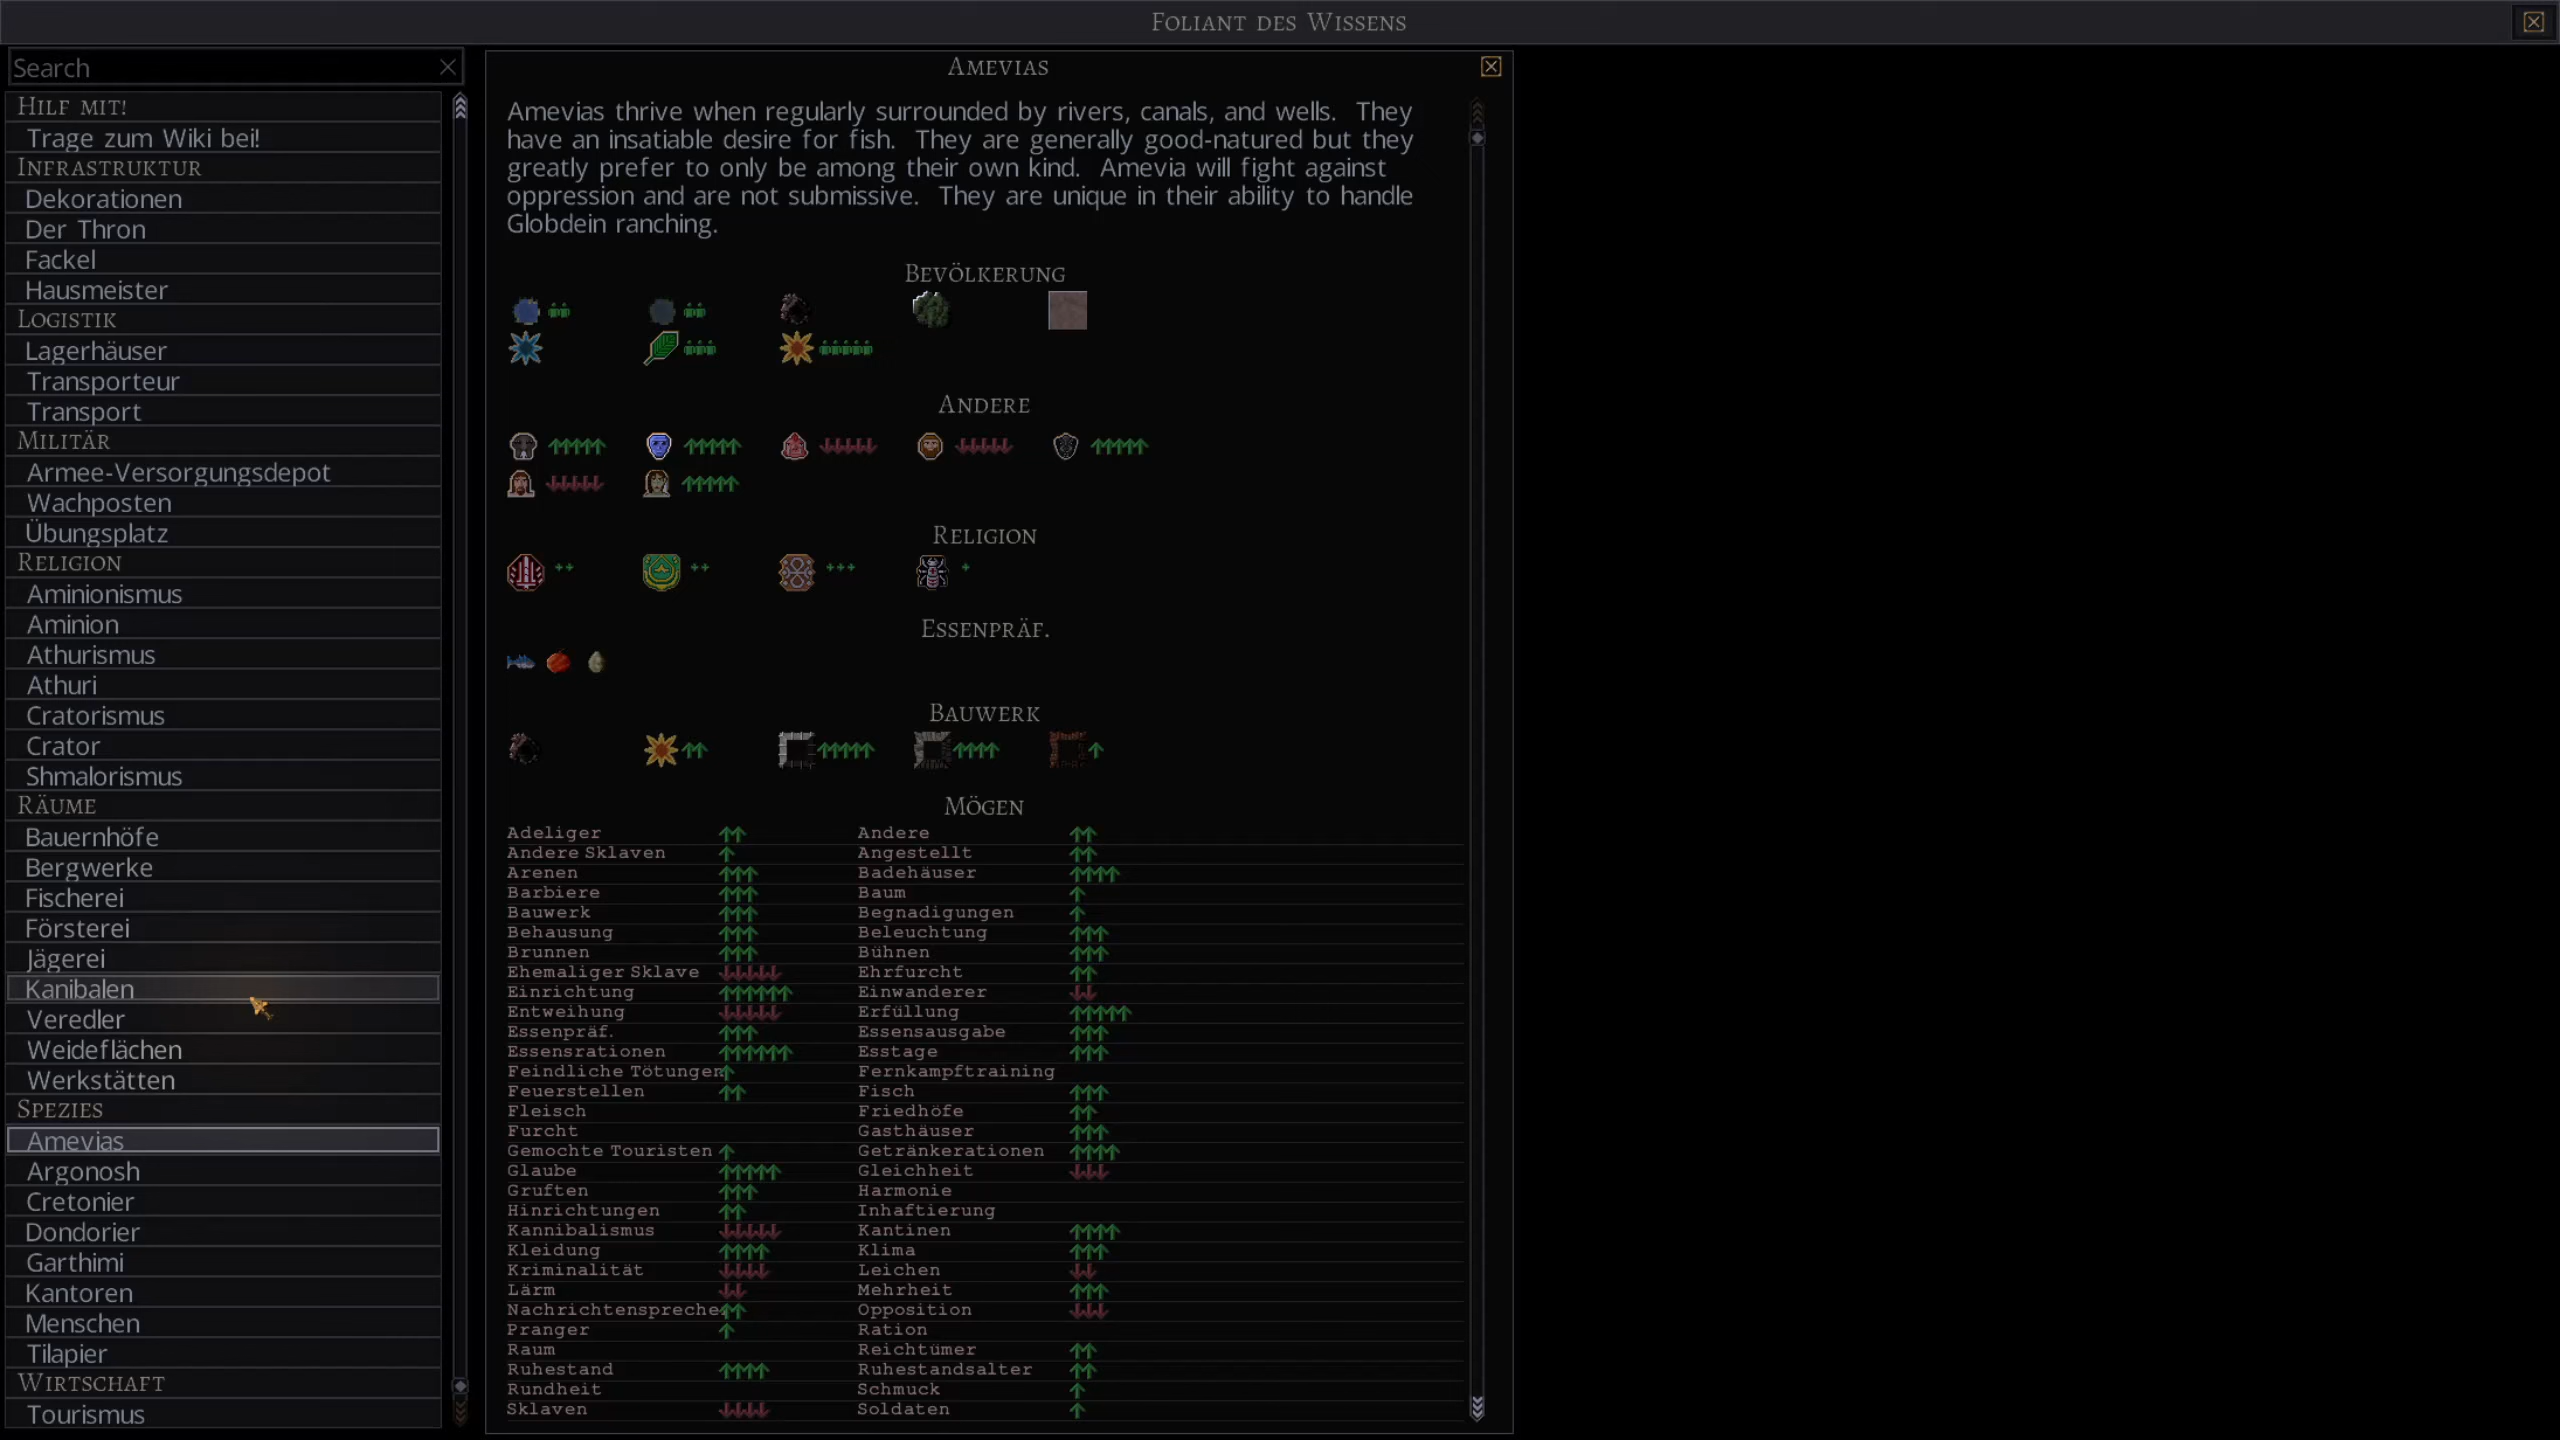 Foliant des Wissens
Search
Hilf mit!
Trage zum Wiki bei!
Infrastruktur
Dekorationen
Der Thron
Fackel
Hausmeister
Logistik
Lagerhäuser
Transporteur
Transport
Militär
Armee-Versorgungsdepot
Wachposten
Übungsplatz
Religion
Aminionismus
Aminion
Athurismus
Athuri
Cratorismus
Crator
Shmalorismus
Räume
Bauernhöfe
Bergwerke
Fischerei
Försterei
Jägerei
Kanibalen
Veredler
Weideflächen
Werkstätten
Spezies
Amevias
Argonosh
Cretonier
Dondorier
Garthimi
Kantoren
Menschen
Tilapier
Wirtschaft
Tourismus
Amevias
Amevias thrive when regularly surrounded by rivers, canals, and wells. They
have an insatiable desire for fish. They are generally good-natured but they
greatly prefer to only be among their own kind. Amevia will fight against
oppression and are not submissive. They are unique in their ability to handle
Globdein ranching.
Bevölkerung
Andere
Religion
++ ++ +++ +
Essenpräf.
Bauwerk
Mögen
Adeliger Andere
Andere Sklaven Angestellt
Arenen Badehäuser
Barbiere Baum
Bauwerk Begnadigungen
Behausung Beleuchtung
Brunnen Bühnen
Ehemaliger Sklave Ehrfurcht
Einrichtung Einwanderer
Entweihung Erfüllung
Essenpräf. Essensausgabe
Essensrationen Esstage
Feindliche Tötungen Fernkampftraining
Feuerstellen Fisch
Fleisch Friedhöfe
Furcht Gasthäuser
Gemochte Touristen Getränkerationen
Glaube Gleichheit
Gruften Harmonie
Hinrichtungen Inhaftierung
Kannibalismus Kantinen
Kleidung Klima
Kriminalität Leichen
Lärm Mehrheit
Nachrichtenspreche Opposition
Pranger Ration
Raum Reichtümer
Ruhestand Ruhestandsalter
Rundheit Schmuck
Sklaven Soldaten